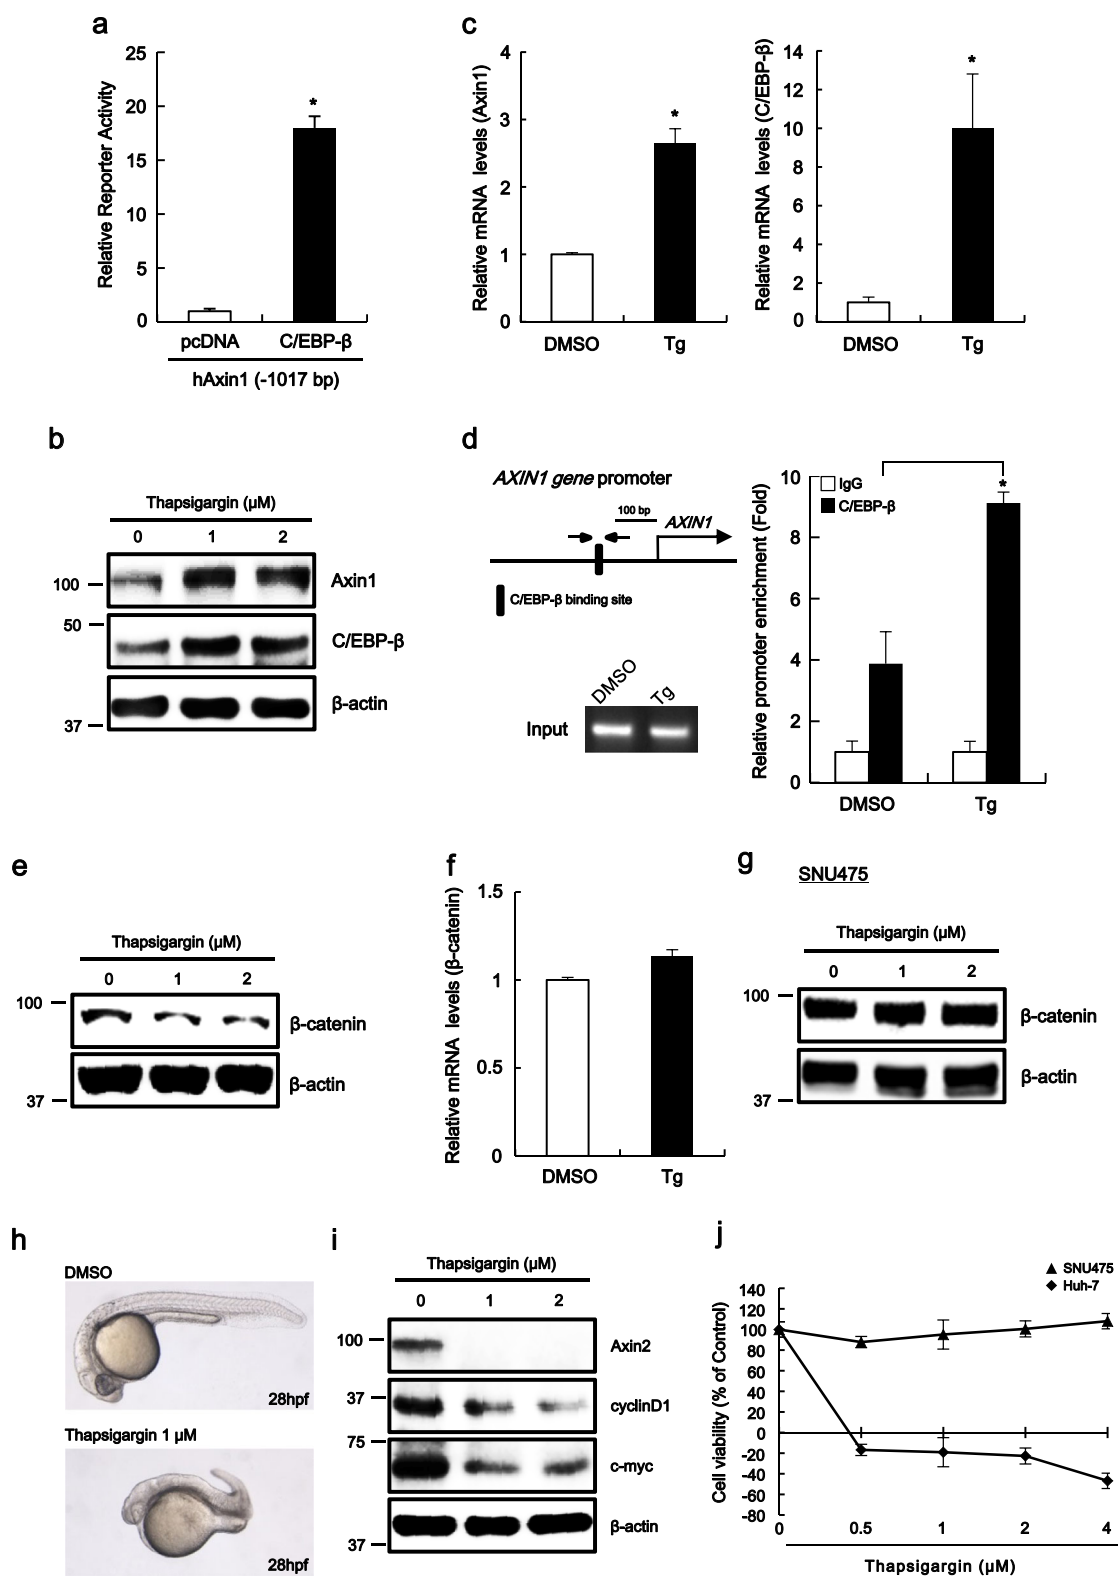 a
Relative Reporter Activity
25
20
15
10
5
0
*
pcDNA C/EBP-β
hAxin1 (-1017 bp)
c
Relative mRNA levels (Axin1)
4
3
2
1
0
*
DMSO Tg
Relative mRNA levels (C/EBP-β)
14
12
10
8
6
4
2
0
*
DMSO Tg
b
Thapsigargin (μM)
0 1 2
100
Axin1
50
C/EBP-β
β-actin
37
d
AXIN1 gene promoter
100 bp
AXIN1
C/EBP-β binding site
DMSO Tg
Input
Relative promoter enrichment (Fold)
10
8
6
4
2
0
IgG
C/EBP-β
*
DMSO Tg
e
Thapsigargin (μM)
0 1 2
100
β-catenin
β-actin
37
f
Relative mRNA levels (β-catenin)
1.5
1
0.5
0
DMSO Tg
g
SNU475
Thapsigargin (μM)
0 1 2
100
β-catenin
β-actin
37
h
DMSO
28hpf
Thapsigargin 1 μM
28hpf
i
Thapsigargin (μM)
0 1 2
100
Axin2
37
cyclinD1
75
c-myc
β-actin
37
j
SNU475
Huh-7
Cell viability (% of Control)
140
120
100
80
60
40
20
0
-20
-40
-60
-80
0 0.5 1 2 4
Thapsigargin (μM)